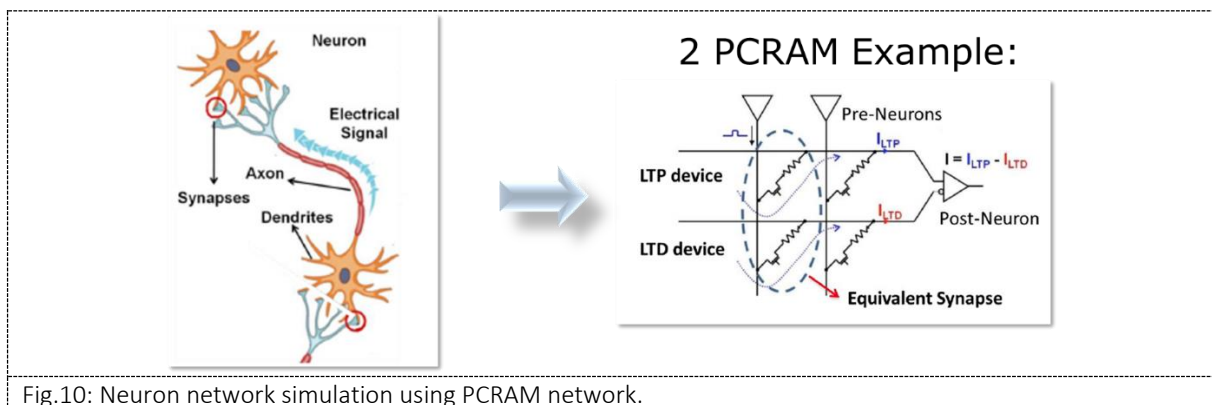 Neuron
Electrical
Signal
Axon
Synapses
Dendrites
2 PCRAM Example:
Pre-Neurons
I_LTP
LTP device
I = I_LTP - I_LTD
Post-Neuron
I_LTD
LTD device
Equivalent Synapse
Fig.10: Neuron network simulation using PCRAM network.